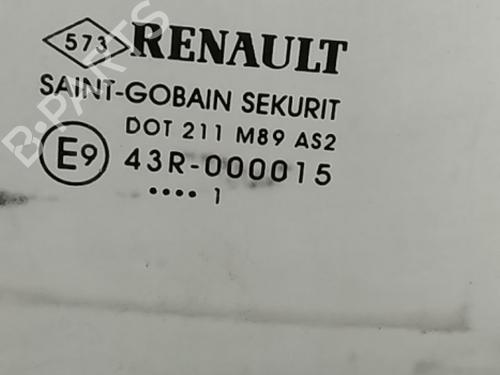 573 RENAULT
SAINT-GOBAIN SEKURIT
DOT 211 M89 AS2
E9 43R-000015
•••• 1
B-PARTS